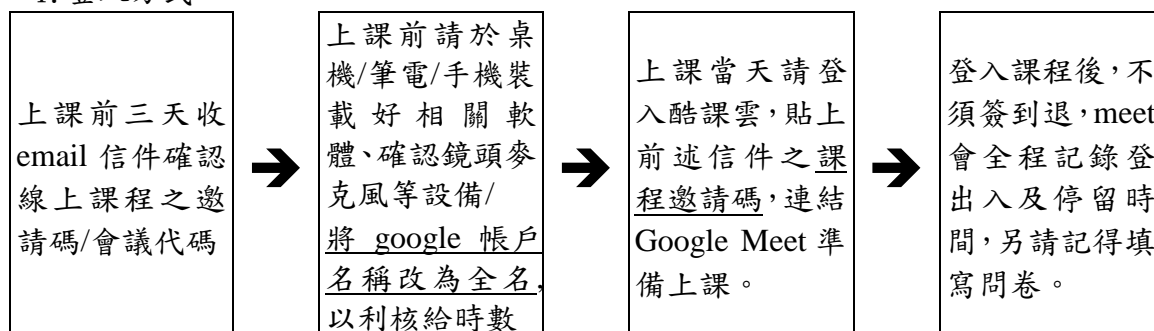 上課前三天收
email 信件確認
線上課程之邀
請碼/會議代碼
上課前請於桌
機/筆電/手機裝
載好相關軟
體、確認鏡頭麥
克風等設備/
將 google 帳戶
名稱改為全名,
以利核給時數
上課當天請登
入酷課雲,貼上
前述信件之課
程邀請碼,連結
Google Meet 準
備上課。
登入課程後,不
須簽到退,meet
會全程記錄登
出入及停留時
間,另請記得填
寫問卷。